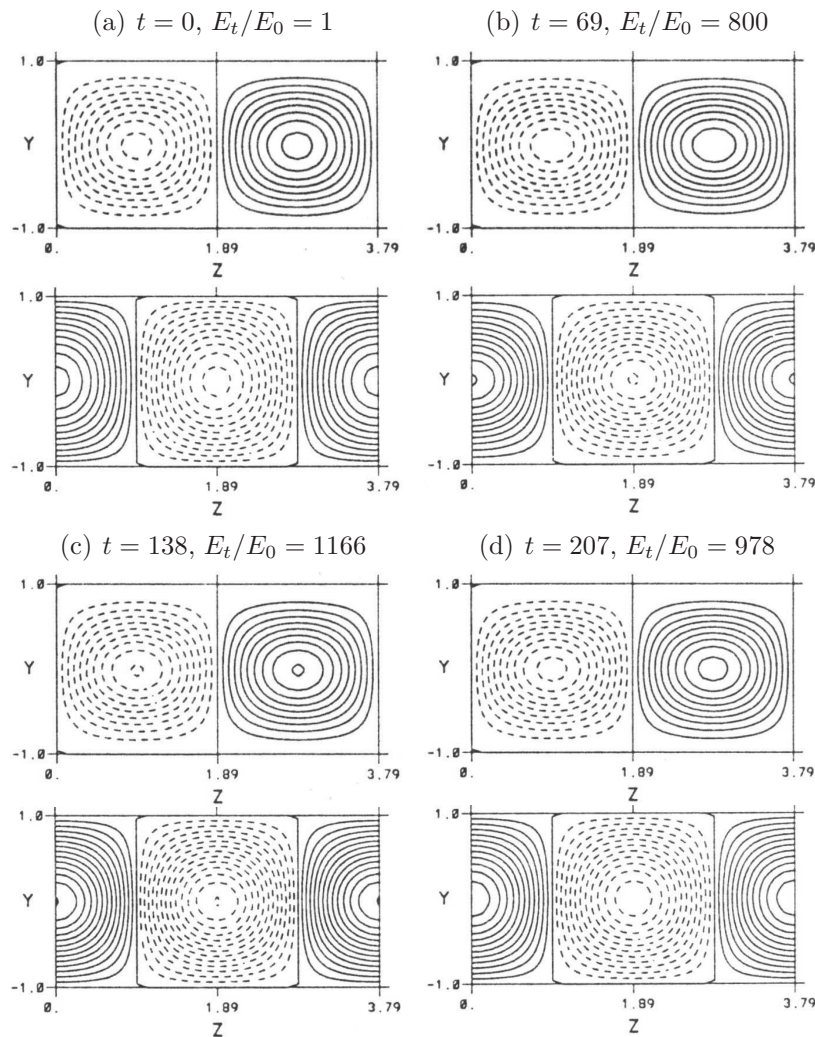 (a) t = 0, E_t/E_0 = 1
1.0
Y
-1.0
0. 1.89 3.79
Z
1.0
Y
-1.0
0. 1.89 3.79
Z
(b) t = 69, E_t/E_0 = 800
1.0
Y
-1.0
0. 1.89 3.79
Z
1.0
Y
-1.0
0. 1.89 3.79
Z
(c) t = 138, E_t/E_0 = 1166
1.0
Y
-1.0
0. 1.89 3.79
Z
1.0
Y
-1.0
0. 1.89 3.79
Z
(d) t = 207, E_t/E_0 = 978
1.0
Y
-1.0
0. 1.89 3.79
Z
1.0
Y
-1.0
0. 1.89 3.79
Z